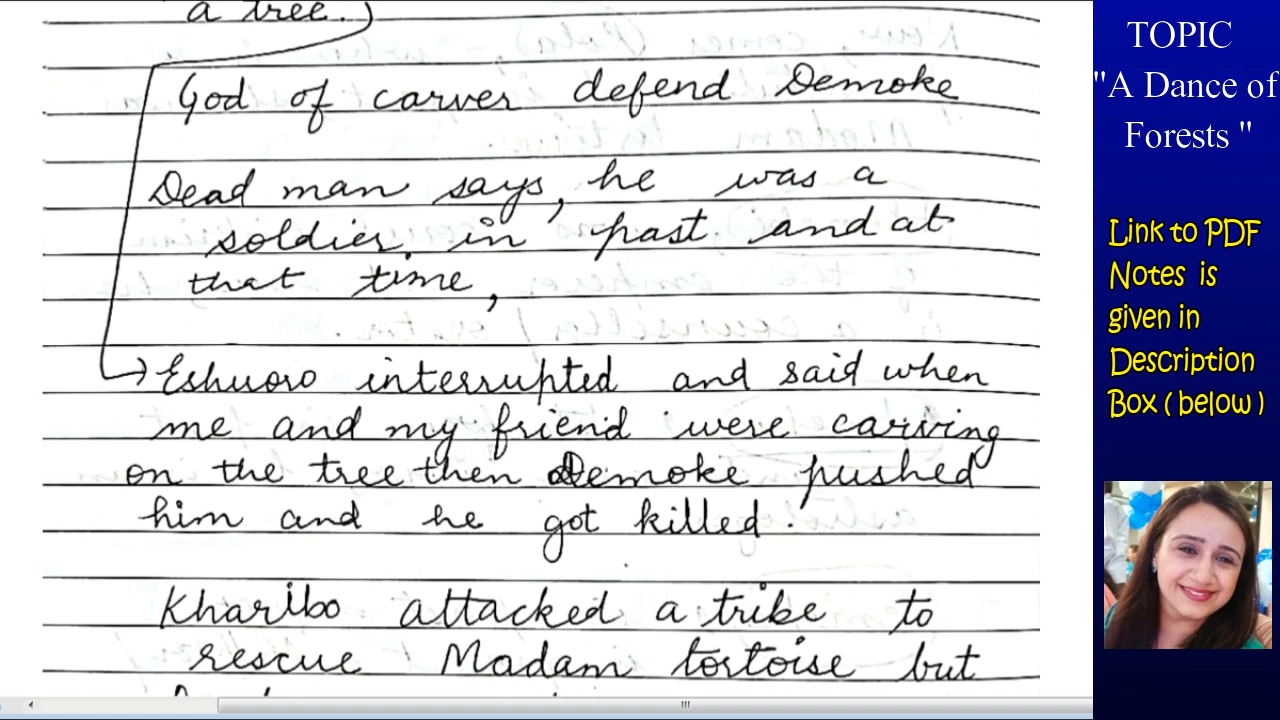 a tree.)
God of carver defend Demoke
Dead man says, he was a
soldier in past and at
that time,
→ Eshuoro interrupted and said when
me and my friend were carving
on the tree then Demoke pushed
him and he got killed.
Kharibo attacked a tribe to
rescue Madam tortoise but
TOPIC
"A Dance of
Forests "
Link to PDF
Notes is
given in
Description
Box ( below )